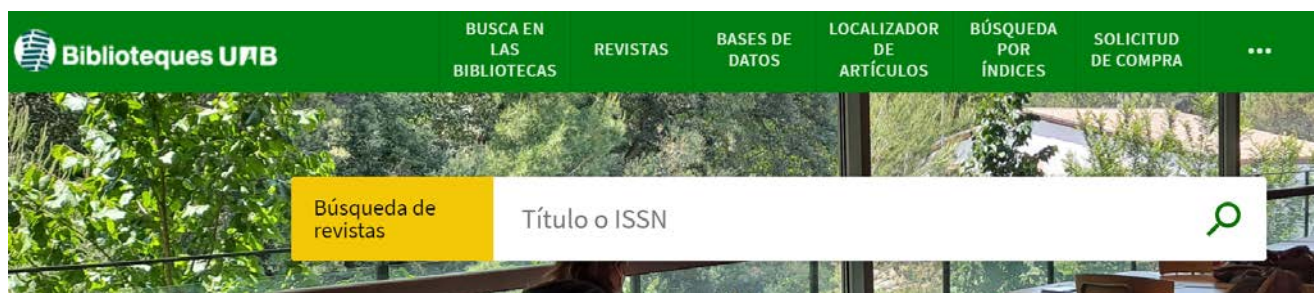 Biblioteques UAB
BUSCA EN
LAS
BIBLIOTECAS
REVISTAS
BASES DE
DATOS
LOCALIZADOR
DE
ARTÍCULOS
BÚSQUEDA
POR
ÍNDICES
SOLICITUD
DE COMPRA
•••
Búsqueda de
revistas
Título o ISSN